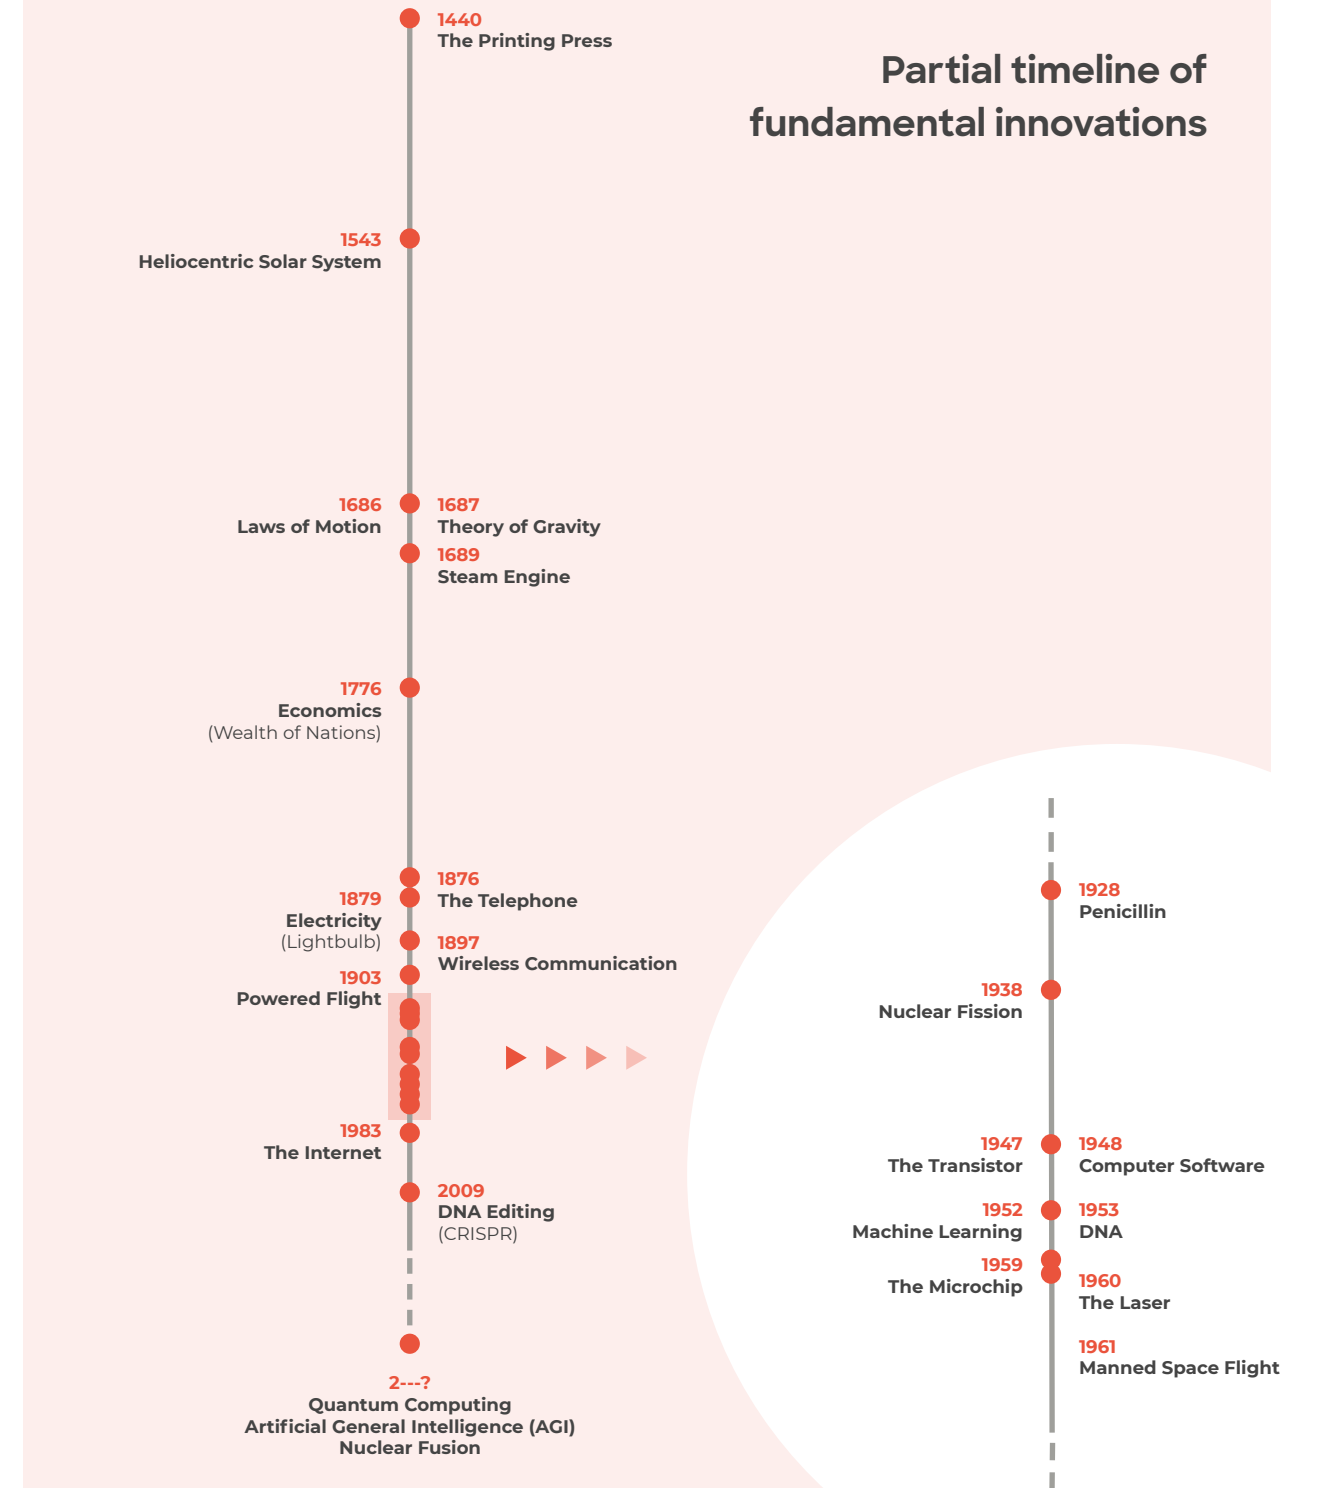 Partial timeline of
fundamental innovations
1440
The Printing Press
1543
Heliocentric Solar System
1686
Laws of Motion
1687
Theory of Gravity
1689
Steam Engine
1776
Economics
(Wealth of Nations)
1876
The Telephone
1879
Electricity
(Lightbulb)
1897
Wireless Communication
1903
Powered Flight
1983
The Internet
2009
DNA Editing
(CRISPR)
2---?
Quantum Computing
Artificial General Intelligence (AGI)
Nuclear Fusion
1928
Penicillin
1938
Nuclear Fission
1947
The Transistor
1948
Computer Software
1952
Machine Learning
1953
DNA
1959
The Microchip
1960
The Laser
1961
Manned Space Flight